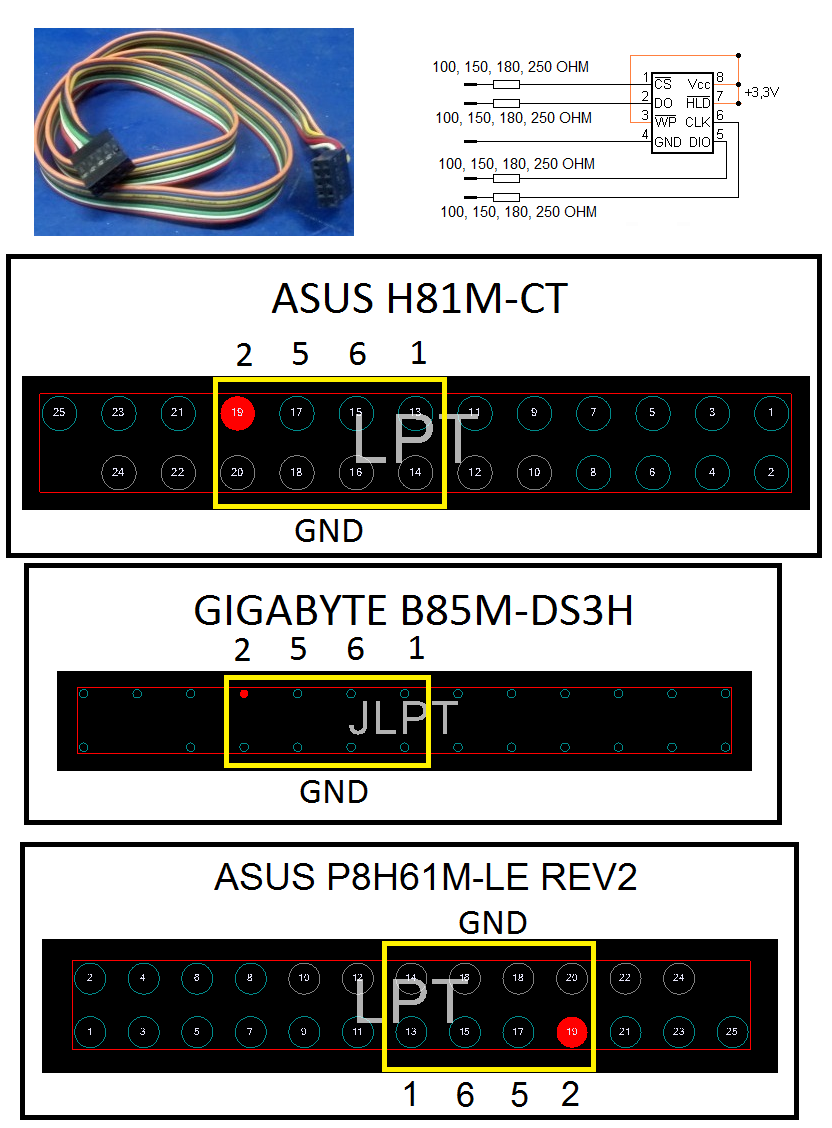 100, 150, 180, 250 OHM
100, 150, 180, 250 OHM
100, 150, 180, 250 OHM
100, 150, 180, 250 OHM
1 CS Vcc 8
2 DO HLD 7
3 WP CLK 6
4 GND DIO 5
+3,3V
ASUS H81M-CT
2 5 6 1
25 23 21 19 17 15 13 11 9 7 5 3 1
LPT
24 22 20 18 16 14 12 10 8 6 4 2
GND
GIGABYTE B85M-DS3H
2 5 6 1
JLPT
GND
ASUS P8H61M-LE REV2
GND
2 4 6 8 10 12 14 16 18 20 22 24
LPT
1 3 5 7 9 11 13 15 17 19 21 23 25
1 6 5 2